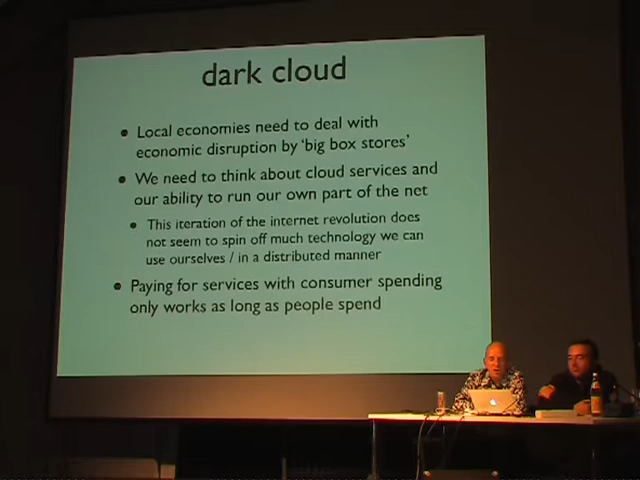 dark cloud
Local economies need to deal with
economic disruption by 'big box stores'
We need to think about cloud services and
our ability to run our own part of the net
This iteration of the internet revolution does
not seem to spin off much technology we can
use ourselves / in a distributed manner
Paying for services with consumer spending
only works as long as people spend